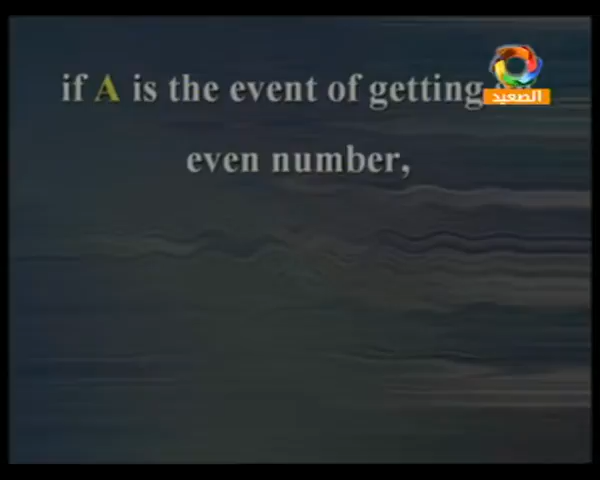 if A is the event of getting
even number,
الصعيد